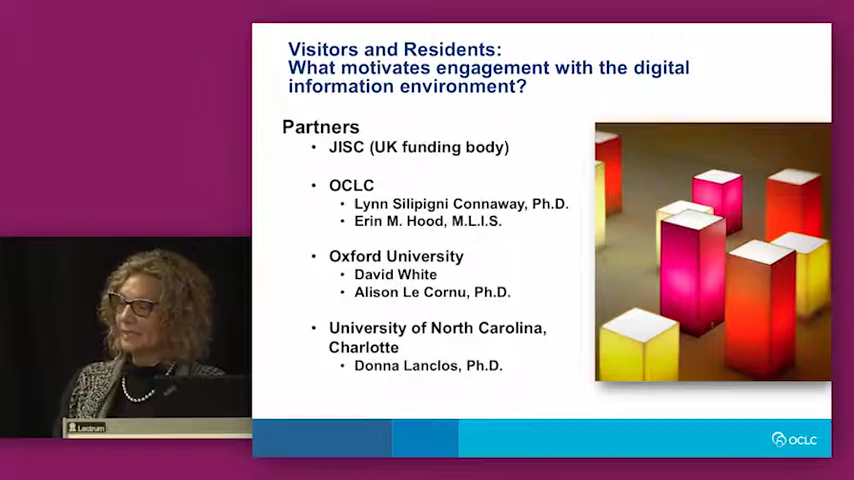 Visitors and Residents:
What motivates engagement with the digital
information environment?
Partners
• JISC (UK funding body)
• OCLC
• Lynn Silipigni Connaway, Ph.D.
• Erin M. Hood, M.L.I.S.
• Oxford University
• David White
• Alison Le Cornu, Ph.D.
• University of North Carolina,
Charlotte
• Donna Lanclos, Ph.D.
Lectrum
OCLC